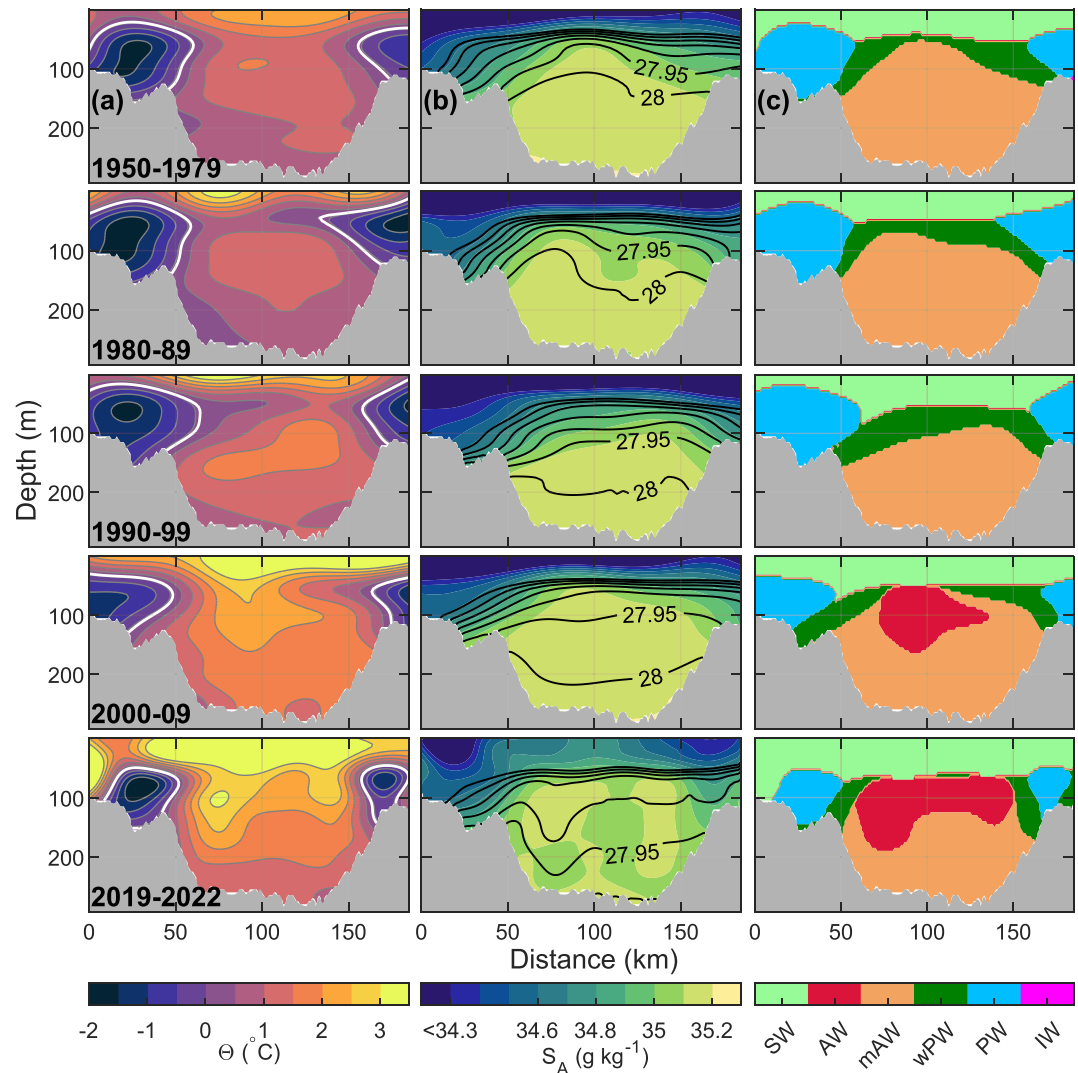 (a)
100
200
1950-1979
(b)
27.95
28
(c)
100
200
1980-89
27.95
28
100
200
1990-99
27.95
28
100
200
2000-09
27.95
28
100
200
2019-2022
27.95
Depth (m)
0 50 100 150
0 50 100 150
0 50 100 150
Distance (km)
-2 -1 0 1 2 3
Θ (°C)
<34.3 34.6 34.8 35 35.2
S_A (g kg⁻¹)
SW AW mAW wPW PW IW